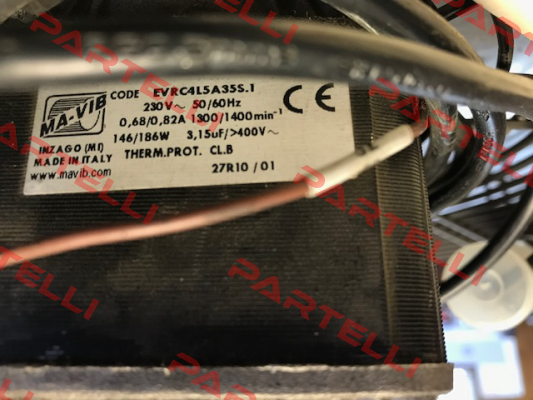 MA-VIB
CODE EVRC4L5A35S.1
230V~ 50/60Hz
0,68/0,82A 1300/1400min⁻¹
146/186W 3,15uF/>400V~
THERM.PROT. CL.B
27R10/01
INZAGO (MI)
MADE IN ITALY
www.mavib.com
CE
PARTELLI
PARTELLI
PARTELLI
PARTELLI
PARTELLI
PARTELLI